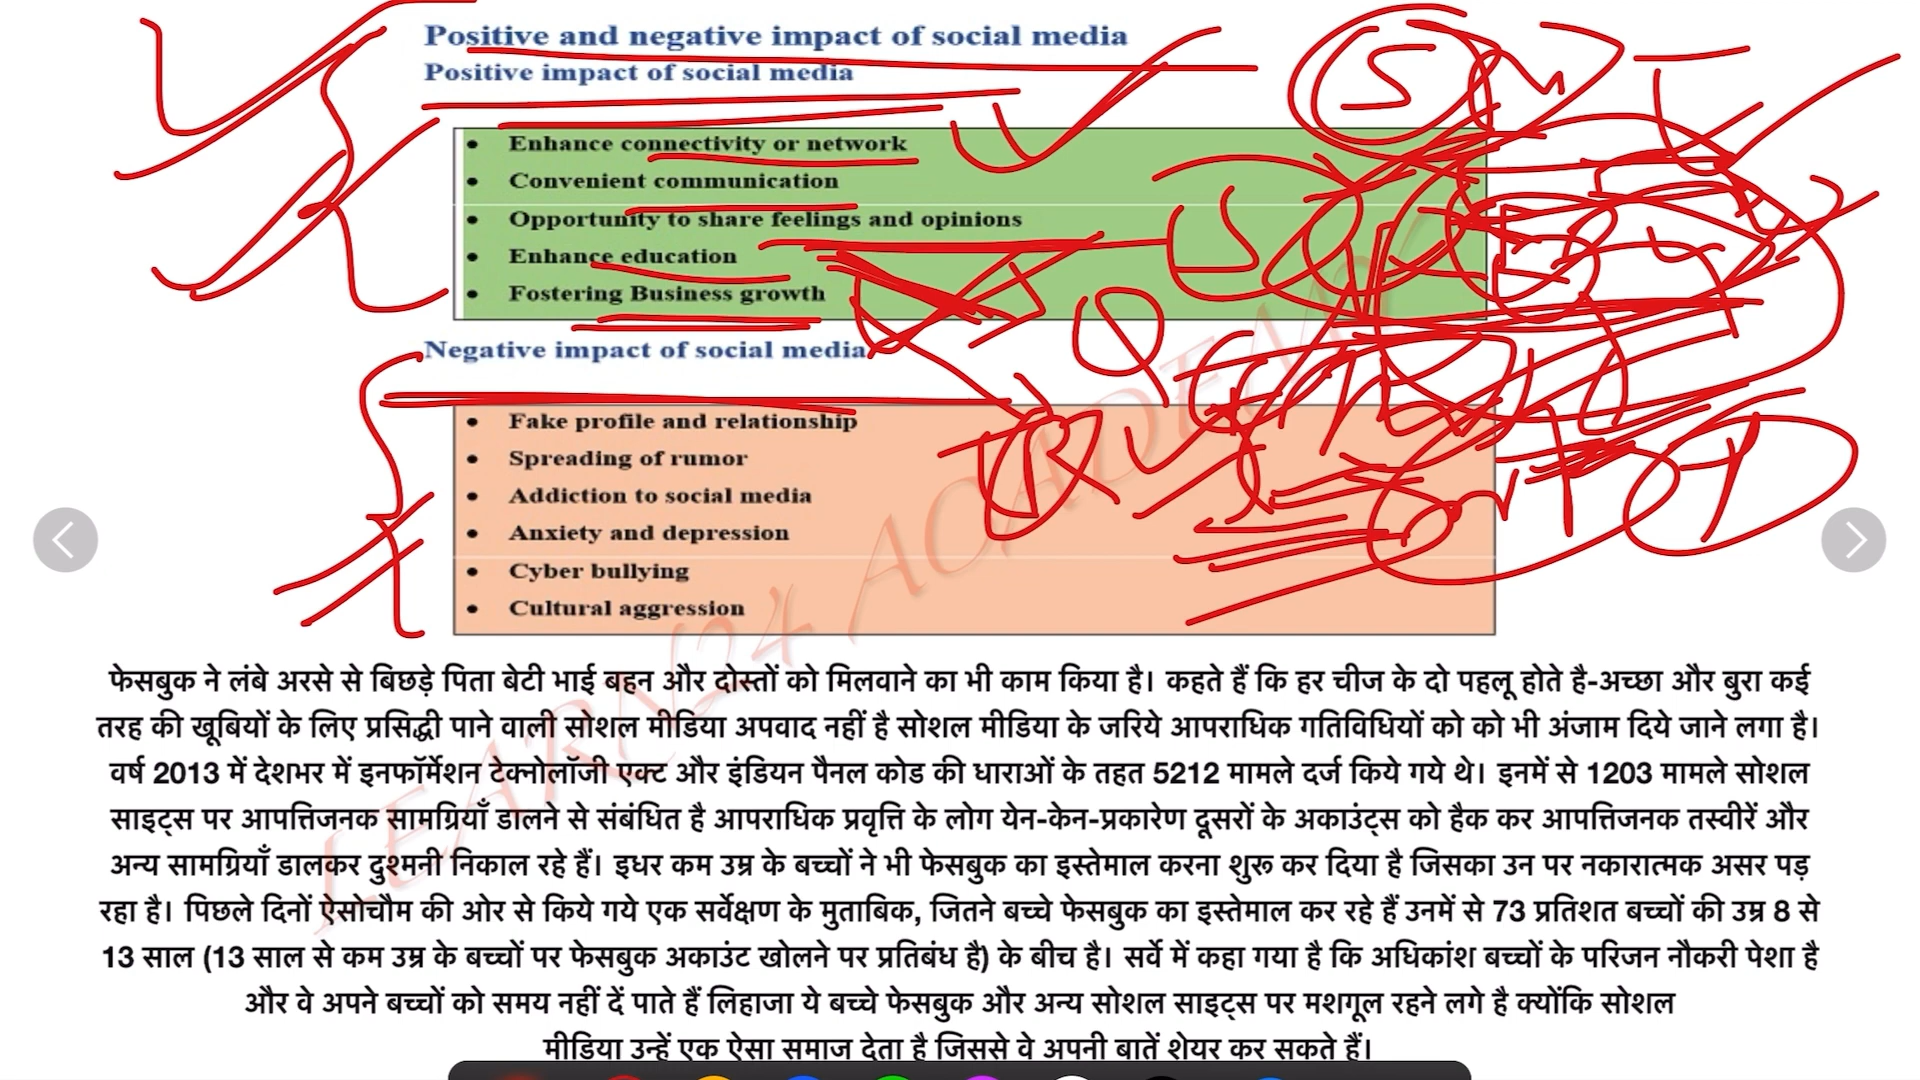 Positive and negative impact of social media
Positive impact of social media
• Enhance connectivity or network
• Convenient communication
• Opportunity to share feelings and opinions
• Enhance education
• Fostering Business growth
Negative impact of social media
• Fake profile and relationship
• Spreading of rumor
• Addiction to social media
• Anxiety and depression
• Cyber bullying
• Cultural aggression
LEARN24 ACADEMY
फेसबुक ने लंबे अरसे से बिछड़े पिता बेटी भाई बहन और दोस्तों को मिलवाने का भी काम किया है। कहते हैं कि हर चीज के दो पहलू होते है-अच्छा और बुरा कई
तरह की खूबियों के लिए प्रसिद्धी पाने वाली सोशल मीडिया अपवाद नहीं है सोशल मीडिया के जरिये आपराधिक गतिविधियों को को भी अंजाम दिये जाने लगा है।
वर्ष 2013 में देशभर में इनफॉर्मेशन टेक्नोलॉजी एक्ट और इंडियन पैनल कोड की धाराओं के तहत 5212 मामले दर्ज किये गये थे। इनमें से 1203 मामले सोशल
साइट्स पर आपत्तिजनक सामग्रियाँ डालने से संबंधित है आपराधिक प्रवृत्ति के लोग येन-केन-प्रकारेण दूसरों के अकाउंट्स को हैक कर आपत्तिजनक तस्वीरें और
अन्य सामग्रियाँ डालकर दुश्मनी निकाल रहे हैं। इधर कम उम्र के बच्चों ने भी फेसबुक का इस्तेमाल करना शुरू कर दिया है जिसका उन पर नकारात्मक असर पड़
रहा है। पिछले दिनों ऐसोचौम की ओर से किये गये एक सर्वेक्षण के मुताबिक, जितने बच्चे फेसबुक का इस्तेमाल कर रहे हैं उनमें से 73 प्रतिशत बच्चों की उम्र 8 से
13 साल (13 साल से कम उम्र के बच्चों पर फेसबुक अकाउंट खोलने पर प्रतिबंध है) के बीच है। सर्वे में कहा गया है कि अधिकांश बच्चों के परिजन नौकरी पेशा है
और वे अपने बच्चों को समय नहीं दें पाते हैं लिहाजा ये बच्चे फेसबुक और अन्य सोशल साइट्स पर मशगूल रहने लगे है क्योंकि सोशल
मीडिया उन्हें एक ऐसा समाज देता है जिससे वे अपनी बातें शेयर कर सकते हैं।